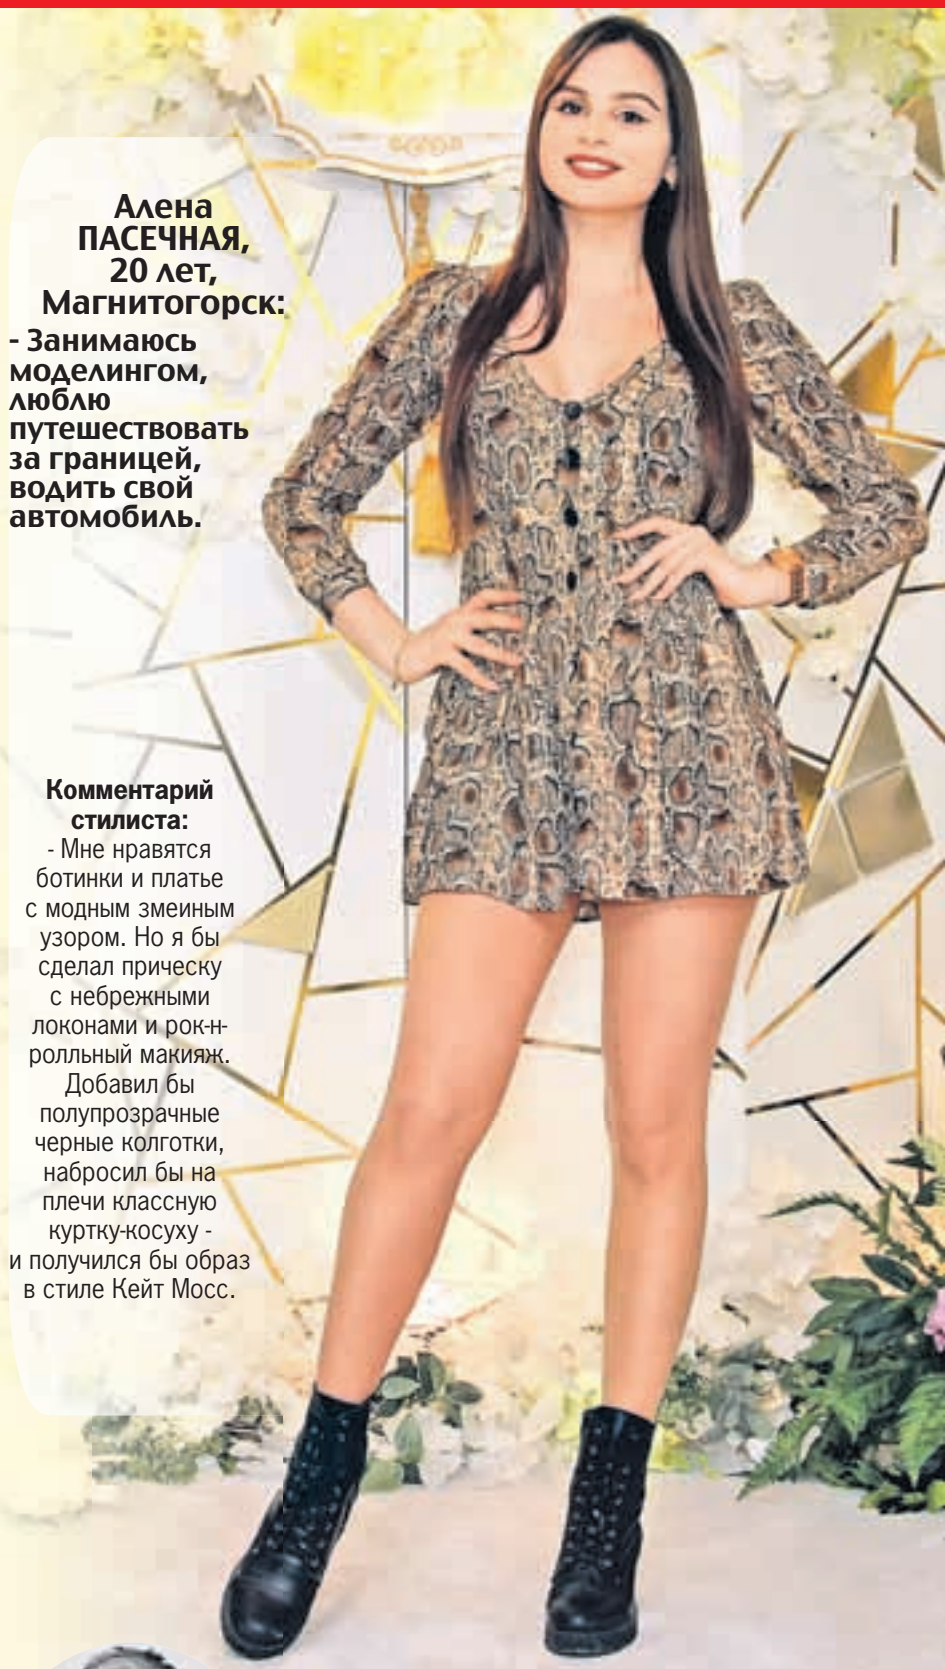 Алена
ПАСЕЧНАЯ,
20 лет,
Магнитогорск:
- Занимаюсь
моделингом,
люблю
путешествовать
за границей,
водить свой
автомобиль.
Комментарий
стилиста:
- Мне нравятся
ботинки и платье
с модным змеиным
узором. Но я бы
сделал прическу
с небрежными
локонами и рок-н-
ролльный макияж.
Добавил бы
полупрозрачные
черные колготки,
набросил бы на
плечи классную
куртку-косуху -
и получился бы образ
в стиле Кейт Мосс.